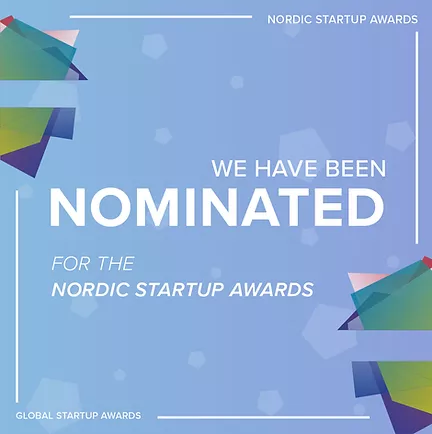 NORDIC STARTUP AWARDS
WE HAVE BEEN
NOMINATED
FOR THE
NORDIC STARTUP AWARDS
GLOBAL STARTUP AWARDS